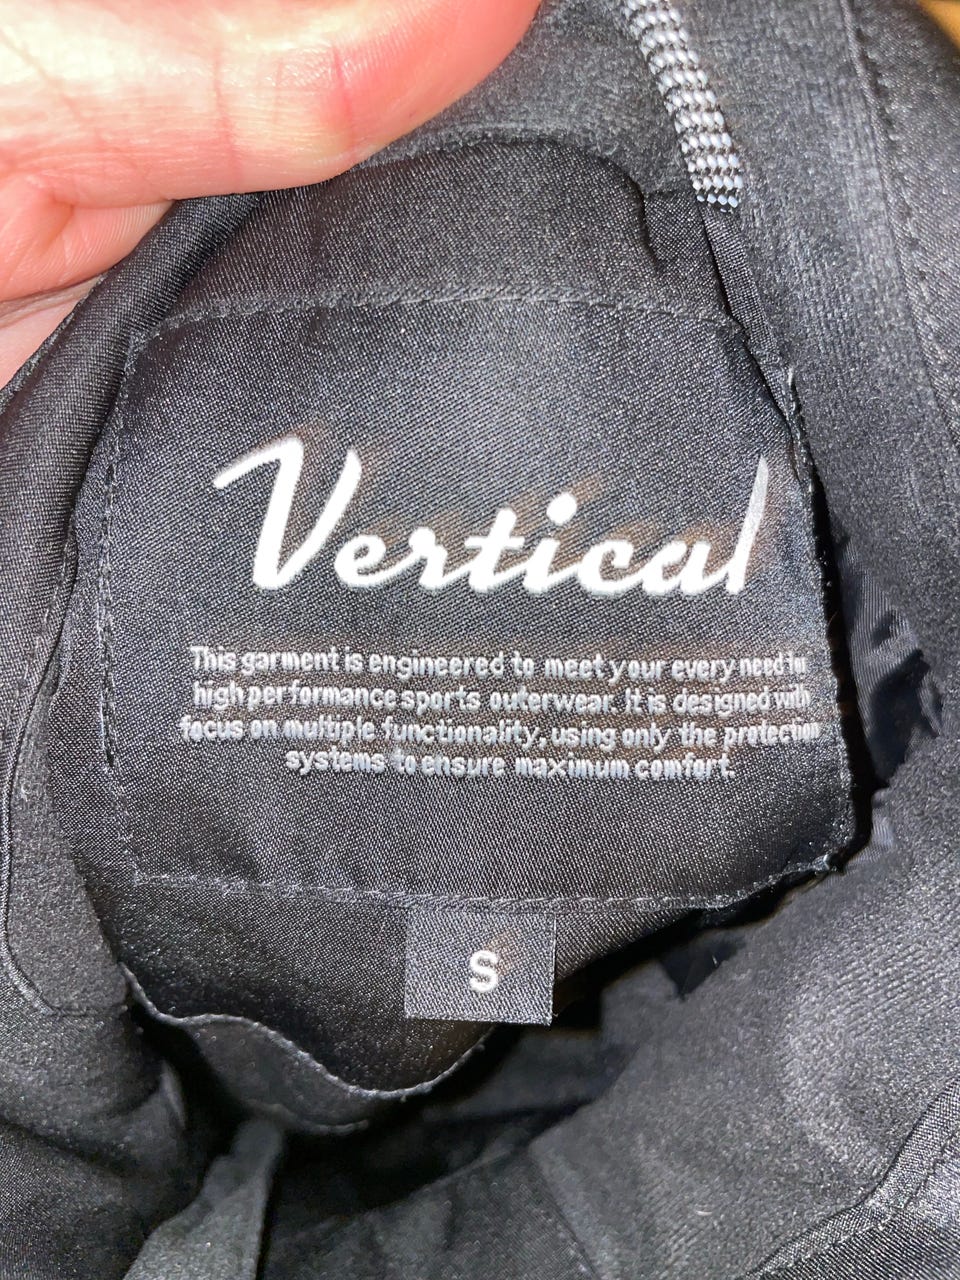 Vertical
This garment is engineered to meet your every need in
high performance sports outerwear. It is designed with
focus on multiple functionality, using only the protection
systems to ensure maximum comfort.
S